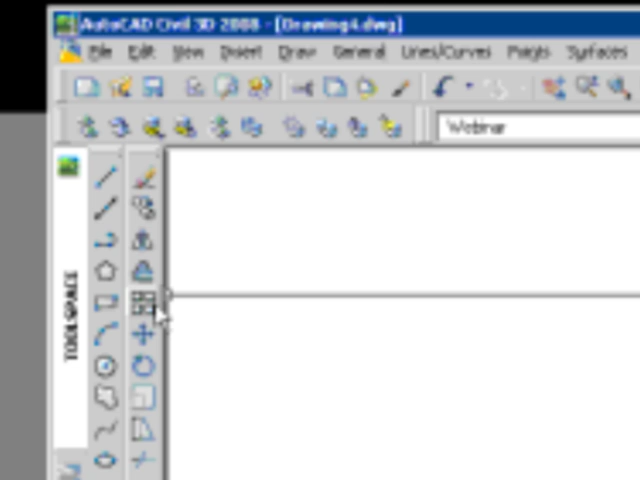 AutoCAD Civil 3D 2008 - [Drawing4.dwg]
File Edit View Insert Draw General Lines/Curves Points Surfaces
Webinar
TOOLSPACE